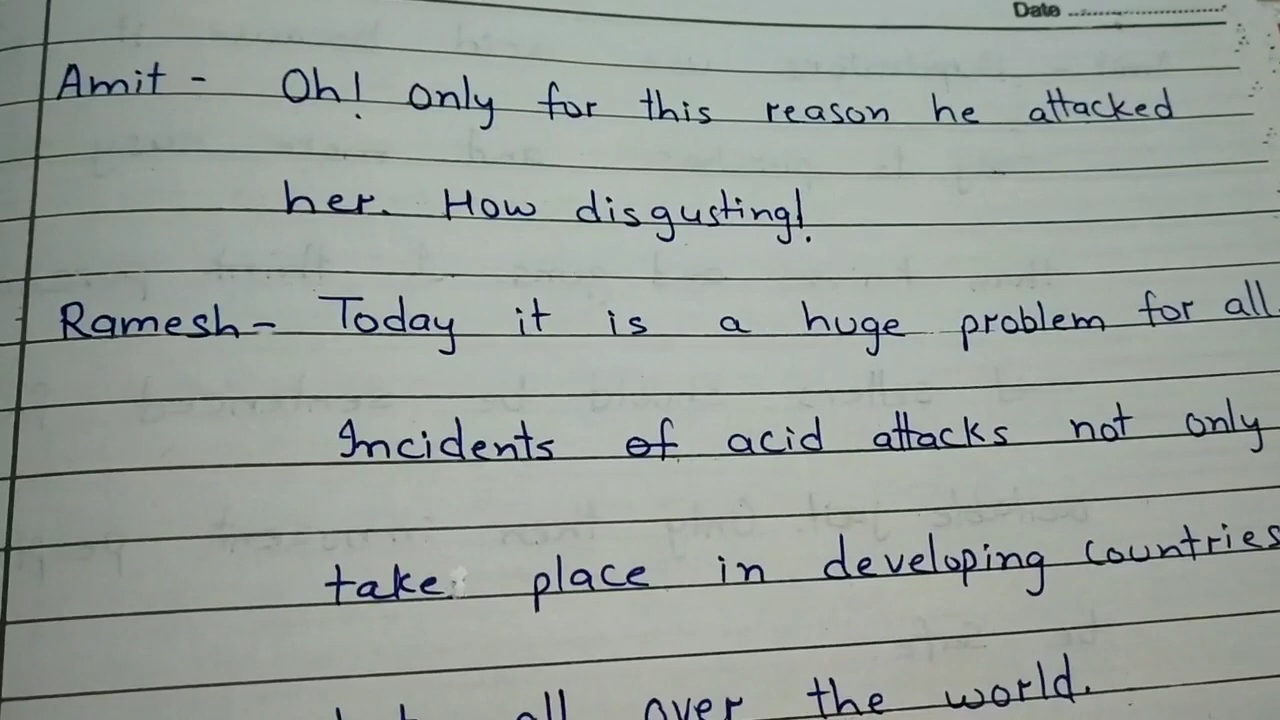 Date
Amit - Oh! only for this reason he attacked
her. How disgusting!
Ramesh - Today it is a huge problem for all.
Incidents of acid attacks not only
take place in developing countries
but all over the world.